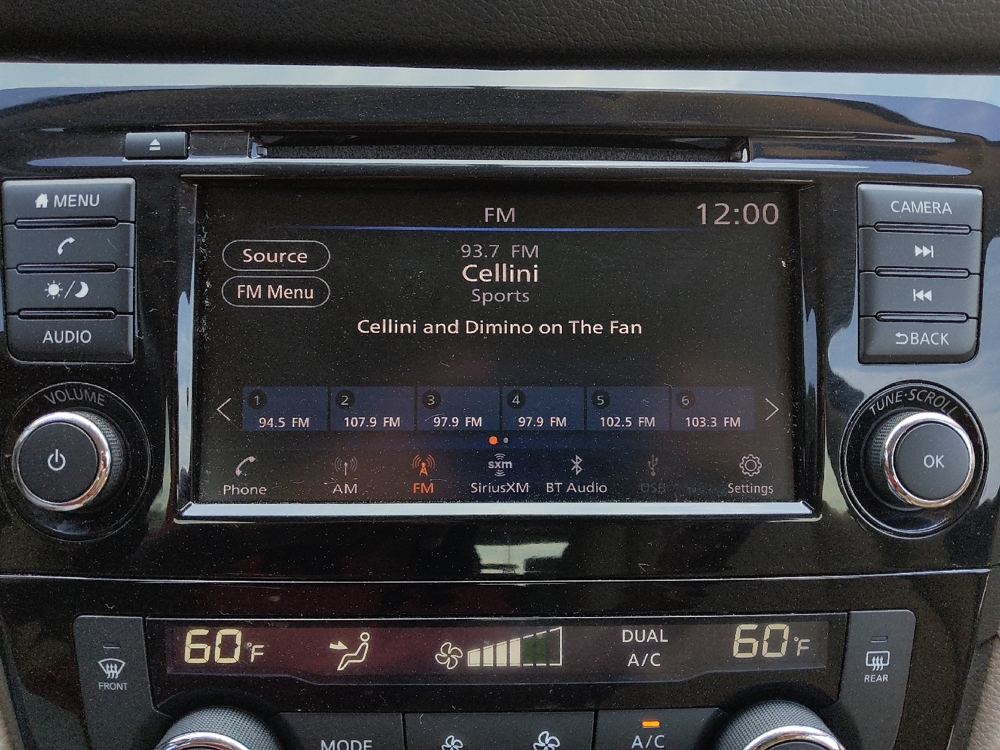 MENU
AUDIO
VOLUME
FM
12:00
Source
FM Menu
93.7 FM
Cellini
Sports
Cellini and Dimino on The Fan
1 2 3 4 5 6
94.5 FM 107.9 FM 97.9 FM 97.9 FM 102.5 FM 103.3 FM
sxm
Phone AM FM SiriusXM BT Audio USB Settings
CAMERA
BACK
TUNE·SCROLL
OK
60°F
DUAL
A/C
60°F
FRONT
REAR
MODE
A/C